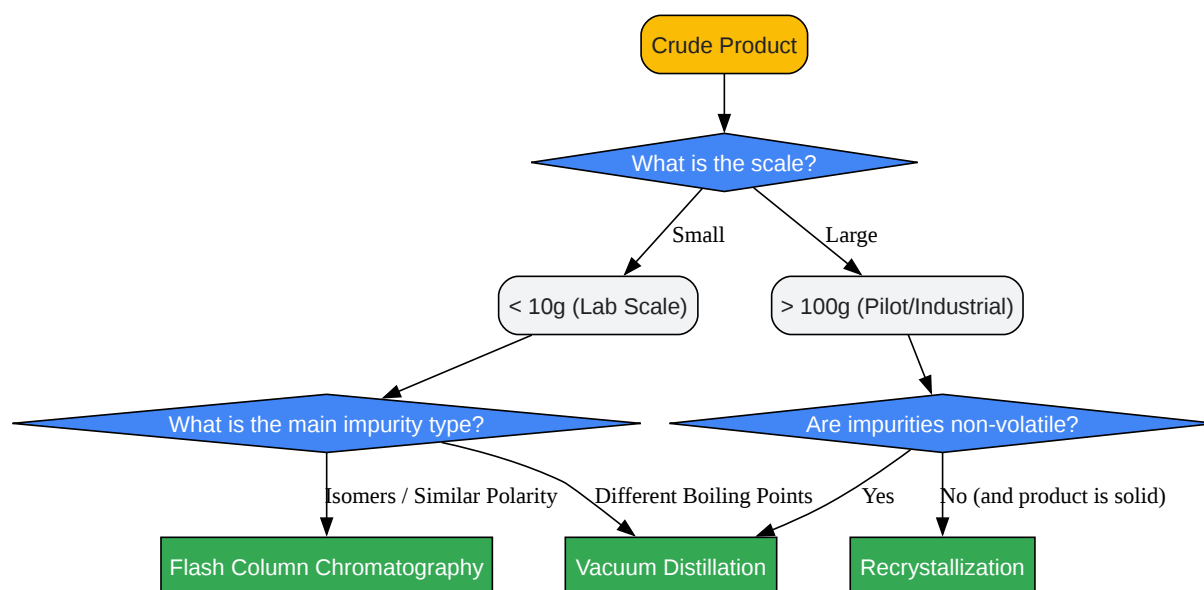 Crude Product
What is the scale?
Small
Large
< 10g (Lab Scale)
> 100g (Pilot/Industrial)
What is the main impurity type?
Are impurities non-volatile?
Isomers / Similar Polarity
Different Boiling Points
Yes
No (and product is solid)
Flash Column Chromatography
Vacuum Distillation
Recrystallization